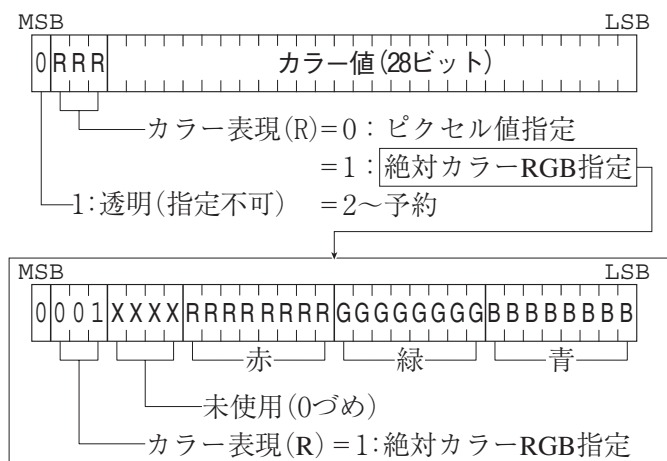 MSB LSB
0RRR カラー値(28ビット)
カラー表現(R)=0：ピクセル値指定
=1：絶対カラーRGB指定
1:透明(指定不可) =2〜予約
MSB LSB
0001XXXXRRRRRRRRGGGGGGGGBBBBBBBB
赤 緑 青
未使用(0づめ)
カラー表現(R)=1:絶対カラーRGB指定